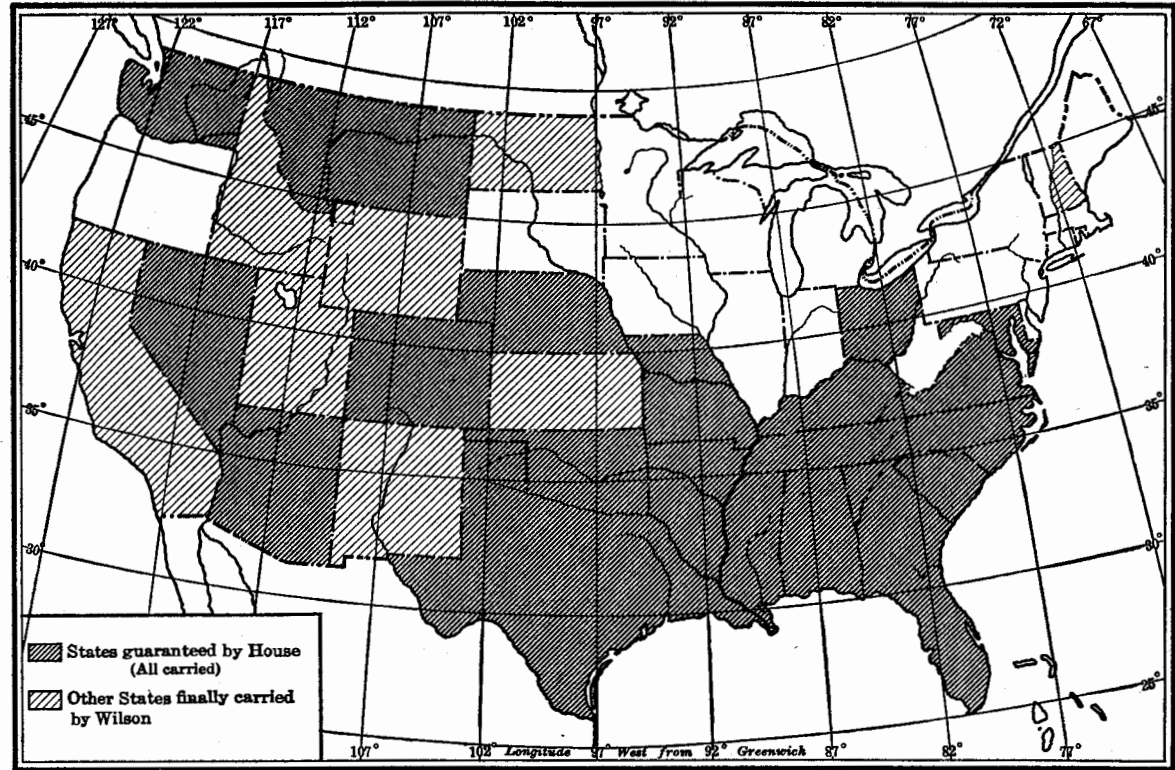 127° 122° 117° 112° 107° 102° 97° 92° 87° 82° 77° 72° 67°
45° 45°
40° 40°
35° 35°
30° 30°
25°
States guaranteed by House
(All carried)
Other States finally carried
by Wilson
107° 102° Longitude 97° West from 92° Greenwich 87° 82° 77°